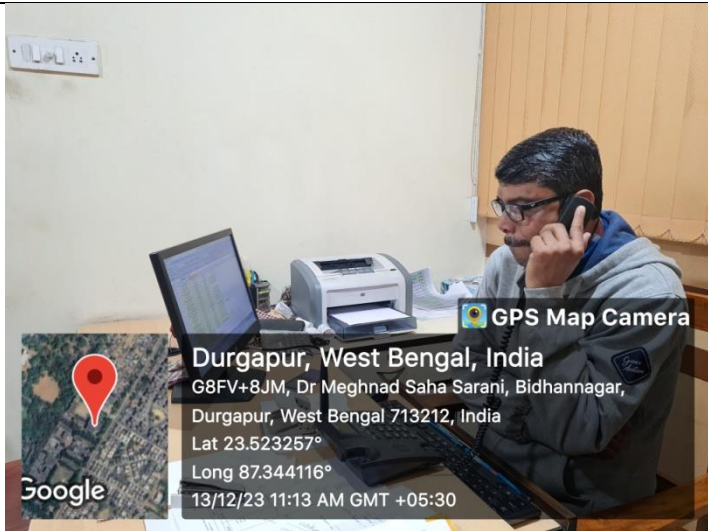 GPS Map Camera
Durgapur, West Bengal, India
G8FV+8JM, Dr Meghnad Saha Sarani, Bidhannagar,
Durgapur, West Bengal 713212, India
Lat 23.523257°
Long 87.344116°
13/12/23 11:13 AM GMT +05:30
Google